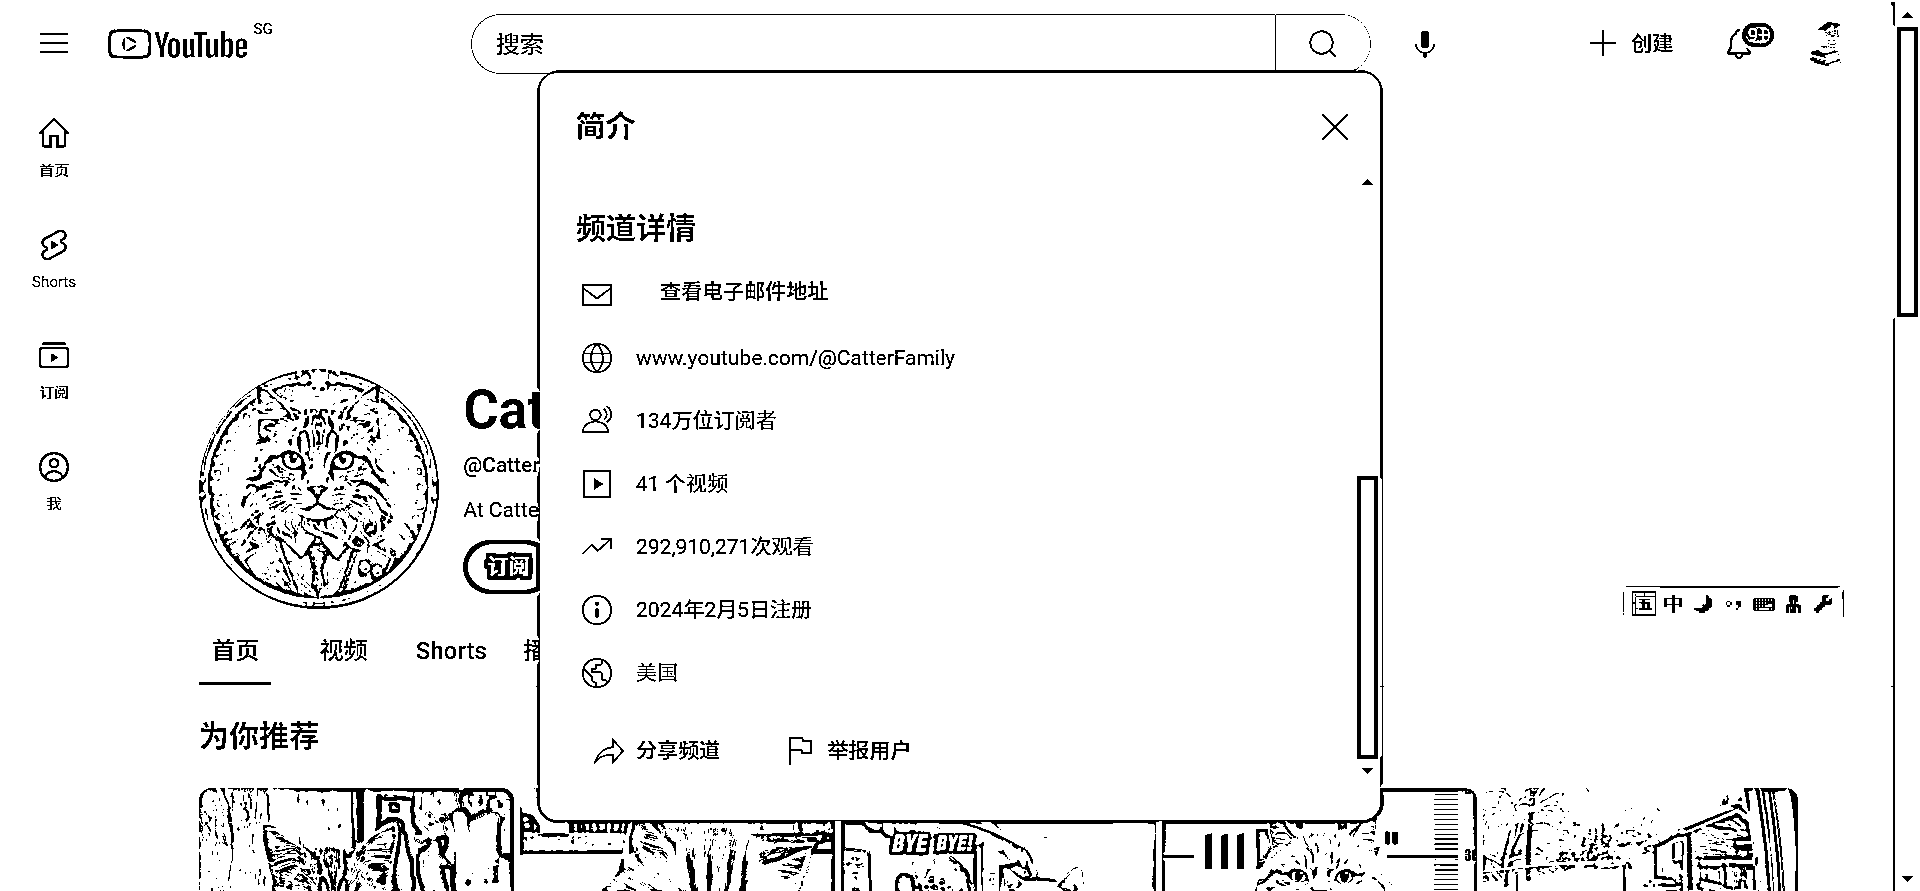 YouTube SG
搜索
创建
9+
首页
Shorts
订阅
我
简介
频道详情
查看电子邮件地址
www.youtube.com/@CatterFamily
134万位订阅者
41 个视频
292,910,271次观看
2024年2月5日注册
美国
分享频道
举报用户
Cat
@Catter
At Catte
订阅
首页
视频
Shorts
播
五 中
为你推荐
BYE BYE!